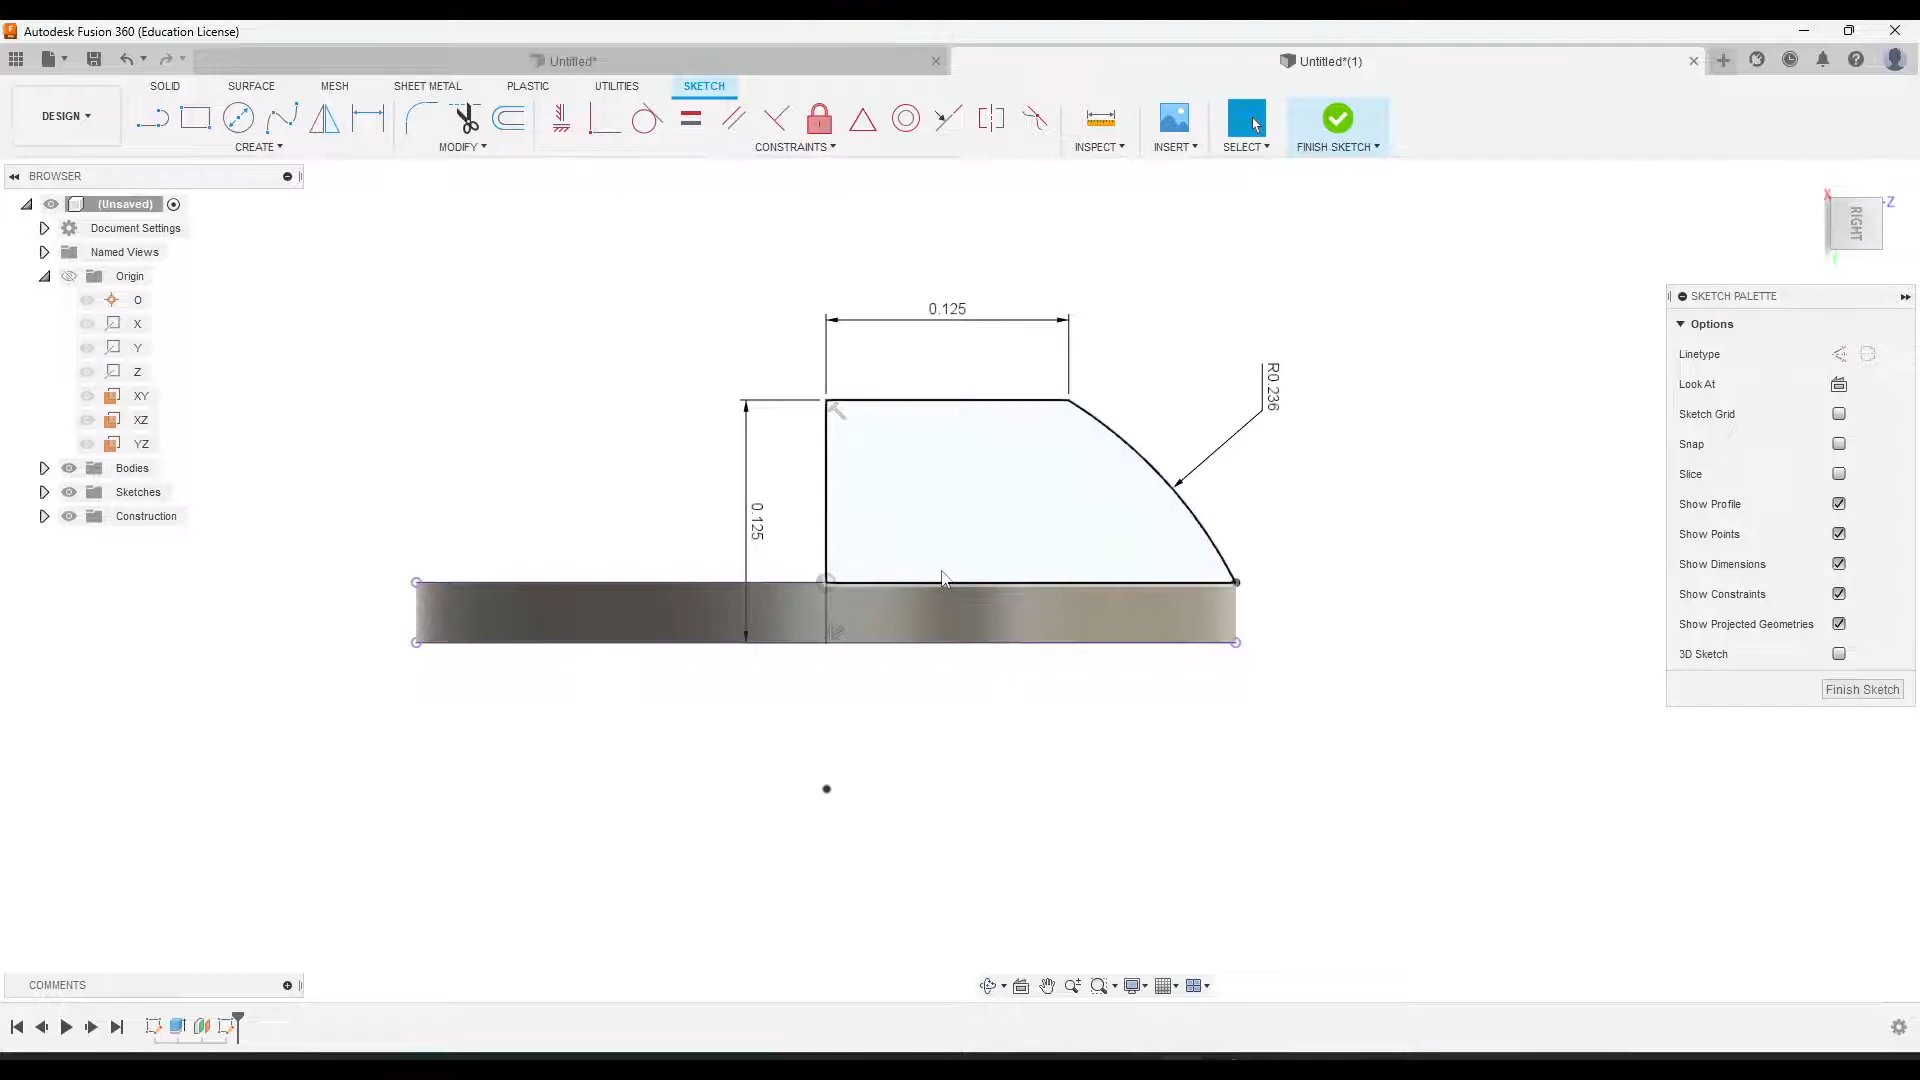 Autodesk Fusion 360 (Education License)
Untitled*
Untitled*(1)
SOLID
SURFACE
MESH
SHEET METAL
PLASTIC
UTILITIES
SKETCH
DESIGN
CREATE
MODIFY
CONSTRAINTS
INSPECT
INSERT
SELECT
FINISH SKETCH
BROWSER
(Unsaved)
Document Settings
Named Views
Origin
O
X
Y
Z
XY
XZ
YZ
Bodies
Sketches
Construction
0.125
0.125
R0.236
X
Z
RIGHT
SKETCH PALETTE
Options
Linetype
Look At
Sketch Grid
Snap
Slice
Show Profile
Show Points
Show Dimensions
Show Constraints
Show Projected Geometries
3D Sketch
Finish Sketch
COMMENTS